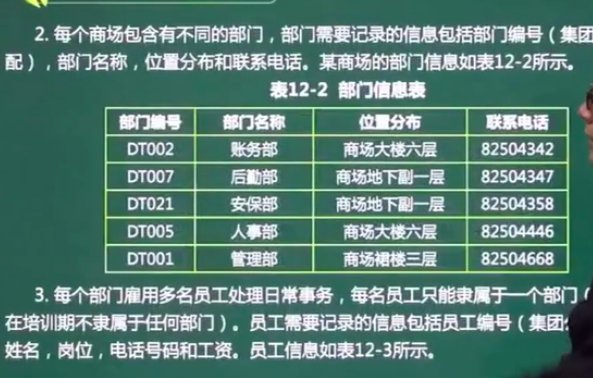 2. 每个商场包含有不同的部门，部门需要记录的信息包括部门编号（集团
配），部门名称，位置分布和联系电话。某商场的部门信息如表12-2所示。
表12-2 部门信息表
部门编号 部门名称 位置分布 联系电话
DT002 账务部 商场大楼六层 82504342
DT007 后勤部 商场地下副一层 82504347
DT021 安保部 商场地下副一层 82504358
DT005 人事部 商场大楼六层 82504446
DT001 管理部 商场裙楼三层 82504668
3. 每个部门雇用多名员工处理日常事务，每名员工只能隶属于一个部门（
在培训期不隶属于任何部门）。员工需要记录的信息包括员工编号（集团
姓名，岗位，电话号码和工资。员工信息如表12-3所示。